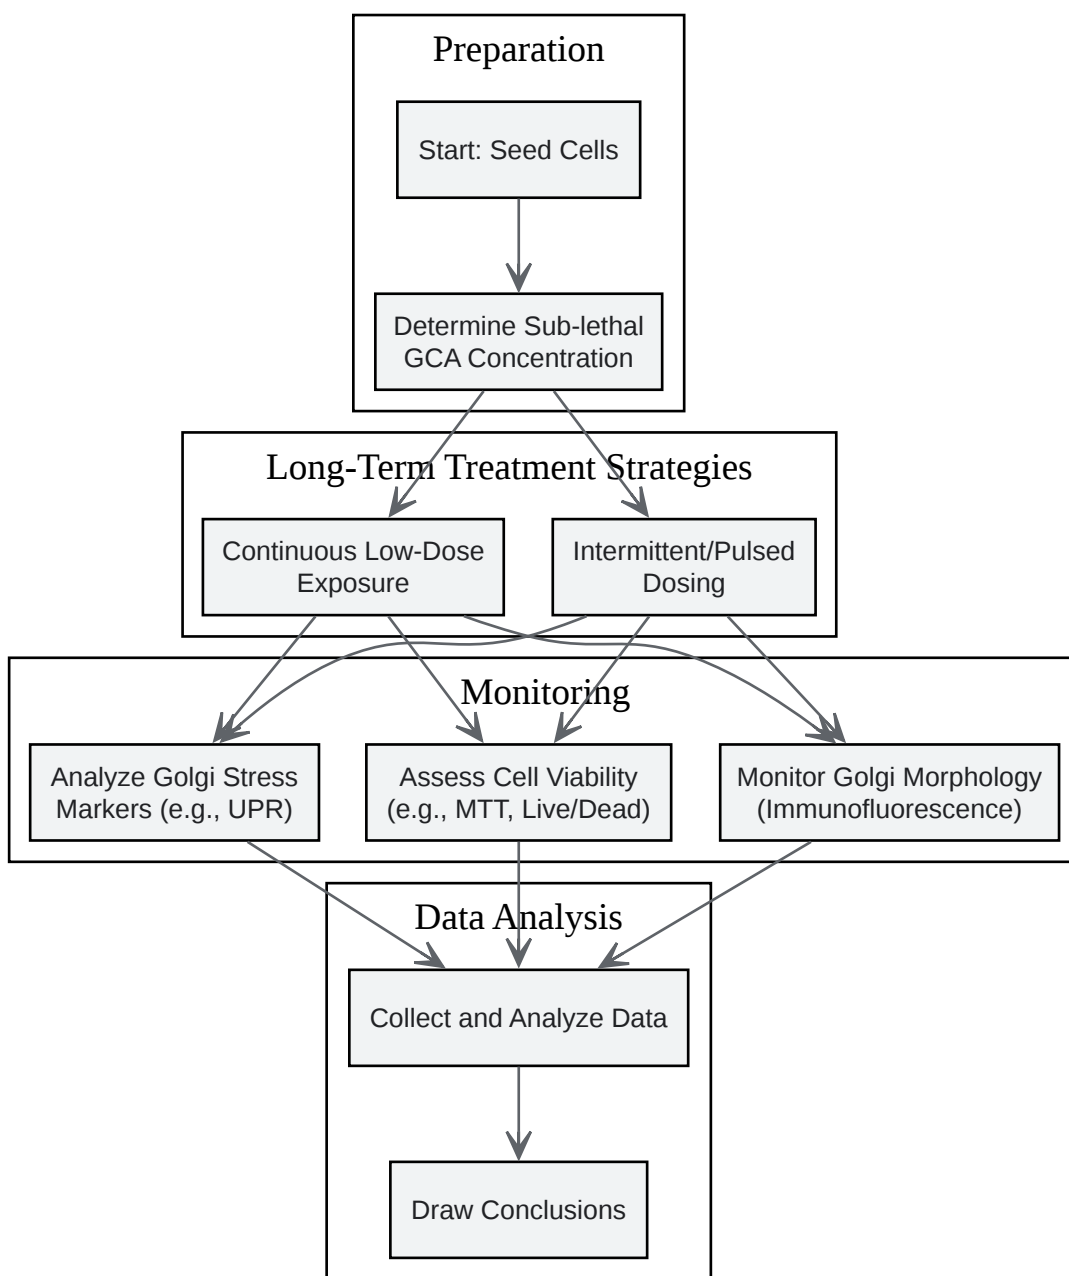 Preparation
Start: Seed Cells
Determine Sub-lethal
GCA Concentration
Long-Term Treatment Strategies
Continuous Low-Dose
Exposure
Intermittent/Pulsed
Dosing
Monitoring
Analyze Golgi Stress
Markers (e.g., UPR)
Assess Cell Viability
(e.g., MTT, Live/Dead)
Monitor Golgi Morphology
(Immunofluorescence)
Data Analysis
Collect and Analyze Data
Draw Conclusions